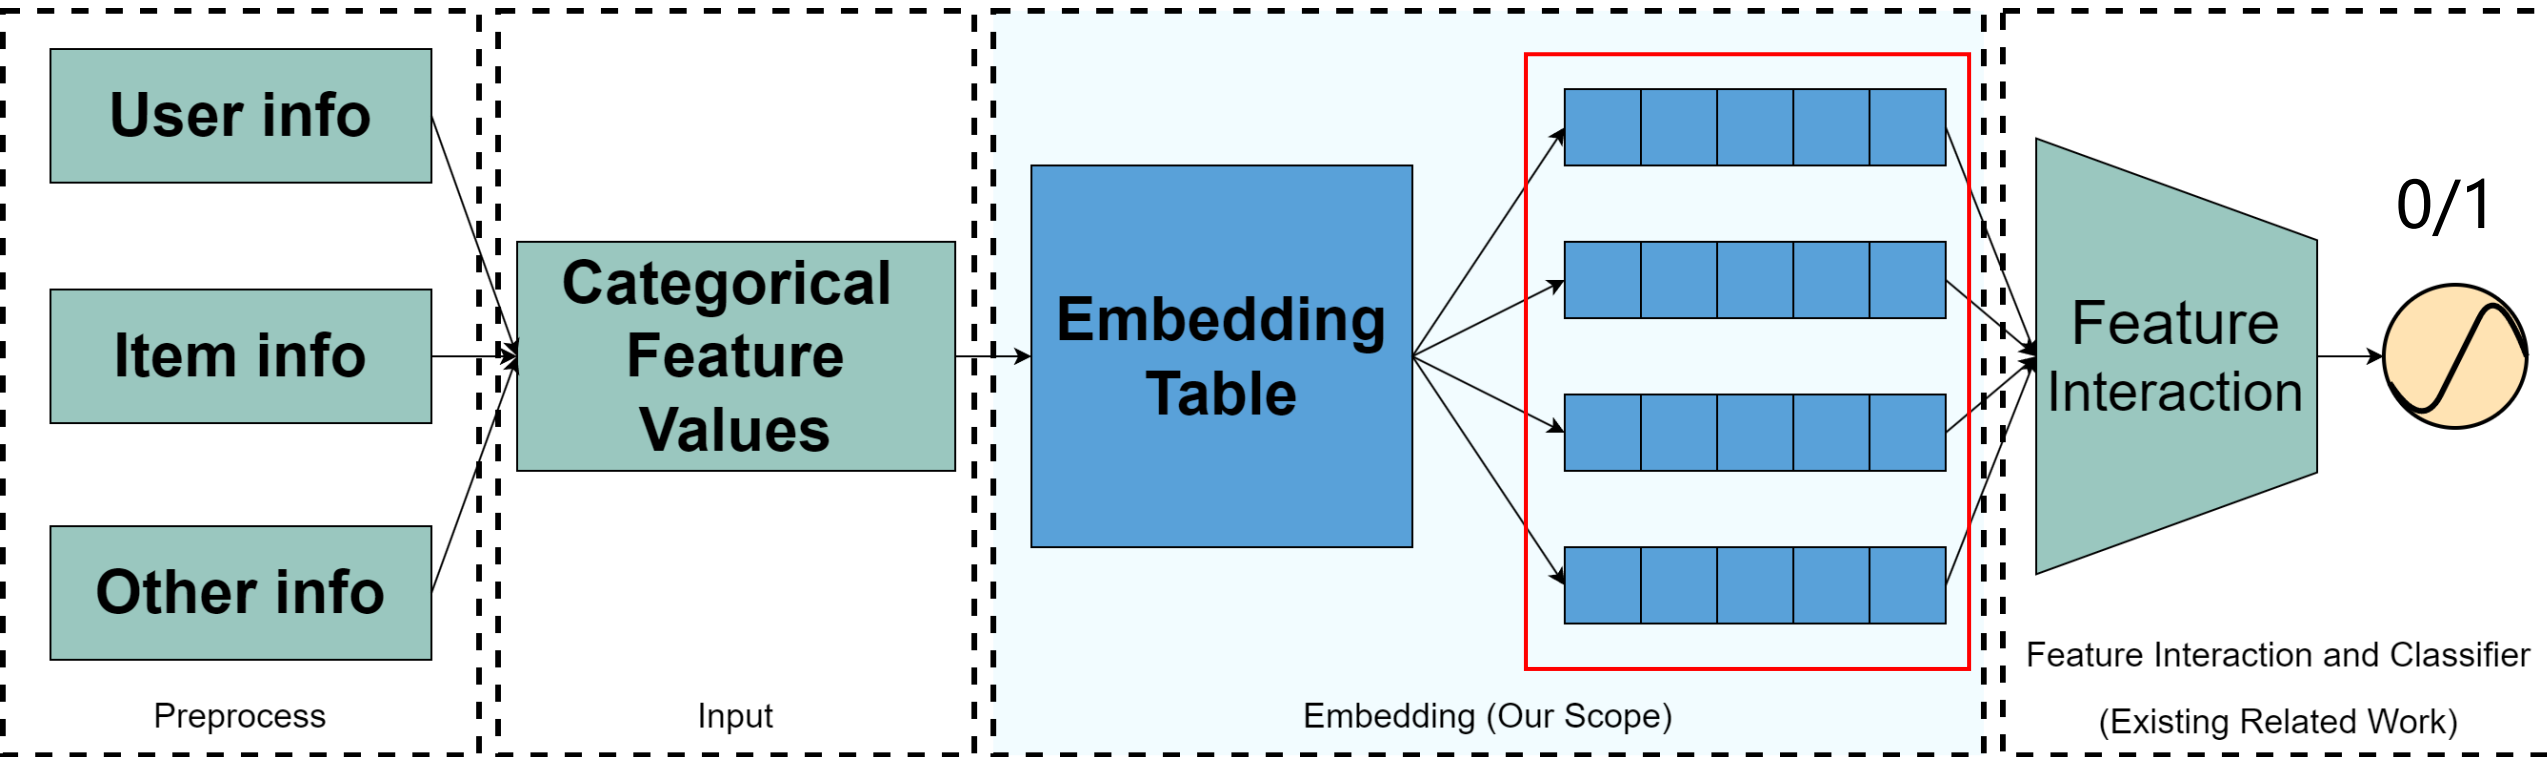 User info
Item info
Other info
Preprocess
Categorical
Feature
Values
Input
Embedding
Table
Embedding (Our Scope)
Feature
Interaction
0/1
Feature Interaction and Classifier
(Existing Related Work)